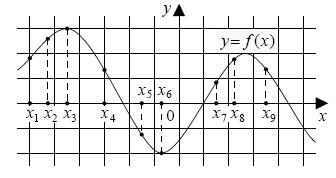 y
y = f(x)
x₅ x₆
0
x₁ x₂ x₃ x₄ x₇ x₈ x₉ x